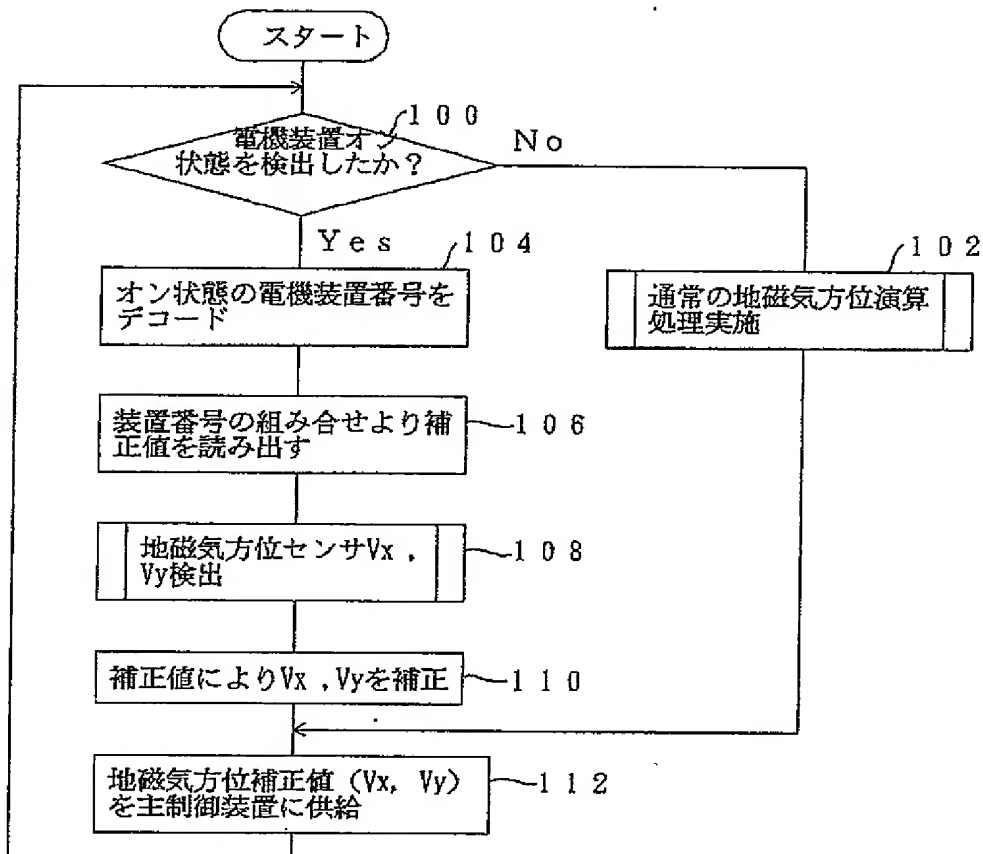 スタート
100
電機装置オン
状態を検出したか？
No
Yes
104
オン状態の電機装置番号を
デコード
102
通常の地磁気方位演算
処理実施
装置番号の組み合せより補
正値を読み出す
106
地磁気方位センサVx，
Vy検出
108
補正値によりVx，Vyを補正
110
地磁気方位補正値（Vx，Vy）
を主制御装置に供給
112